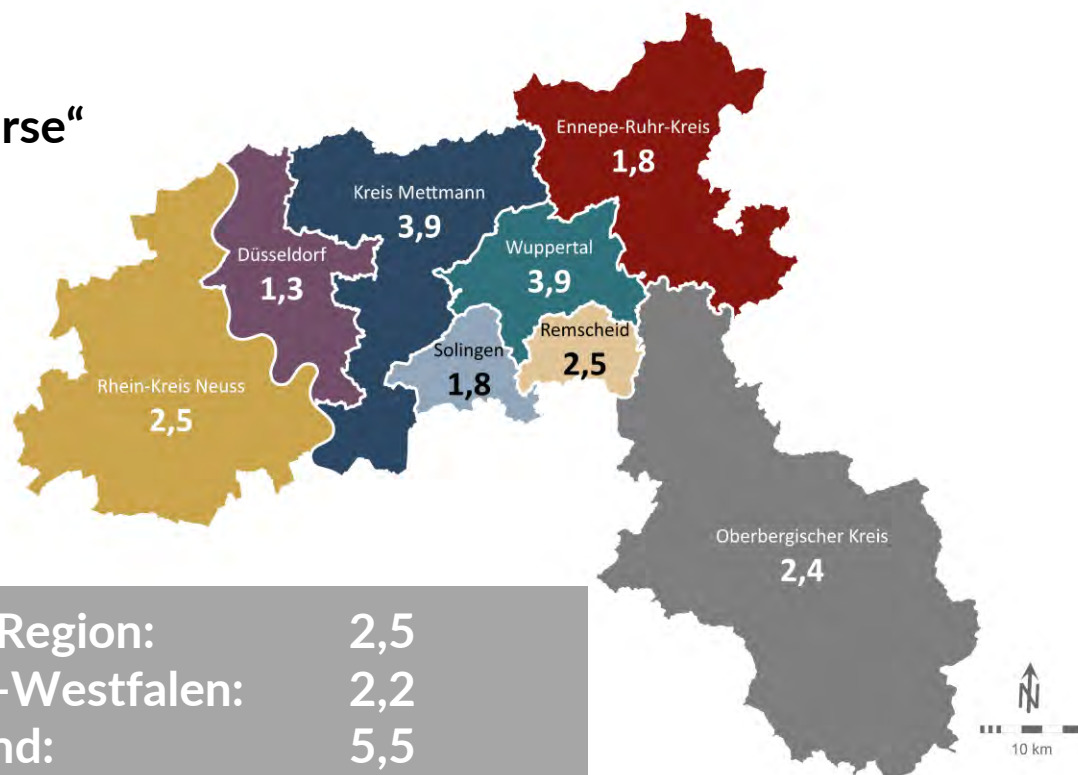 rse“
Ennepe-Ruhr-Kreis
1,8
Kreis Mettmann
3,9
Düsseldorf
1,3
Wuppertal
3,9
Remscheid
2,5
Solingen
1,8
Rhein-Kreis Neuss
2,5
Oberbergischer Kreis
2,4
Region: 2,5
-Westfalen: 2,2
nd: 5,5
N
10 km